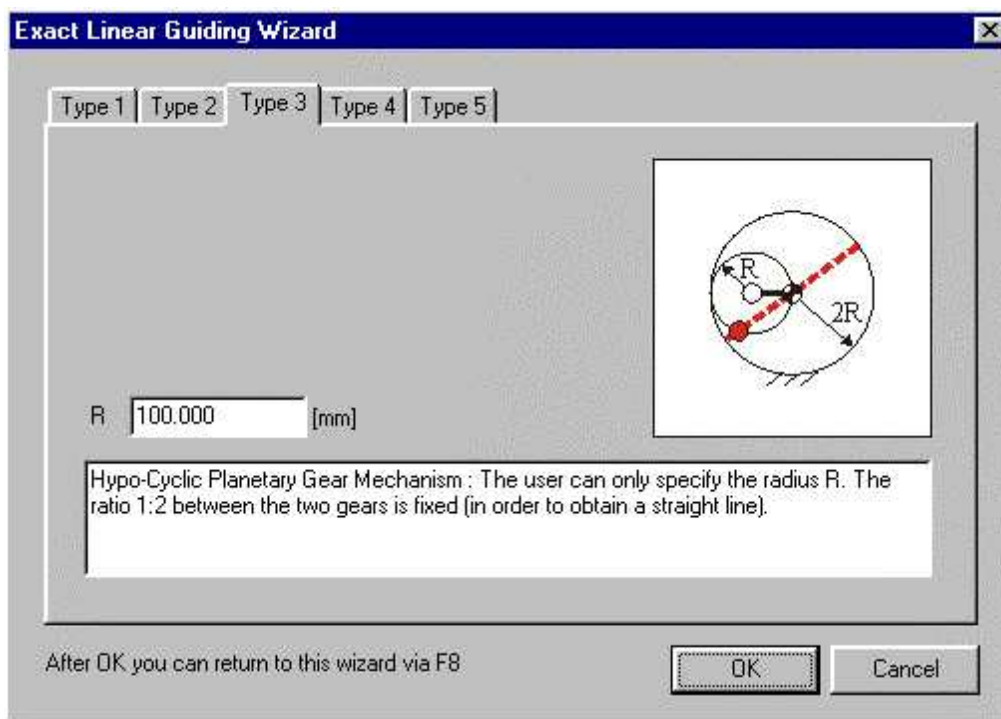 Exact Linear Guiding Wizard
Type 1 Type 2 Type 3 Type 4 Type 5
R
2R
R 100.000 [mm]
Hypo-Cyclic Planetary Gear Mechanism : The user can only specify the radius R. The
ratio 1:2 between the two gears is fixed (in order to obtain a straight line).
After OK you can return to this wizard via F8
OK Cancel